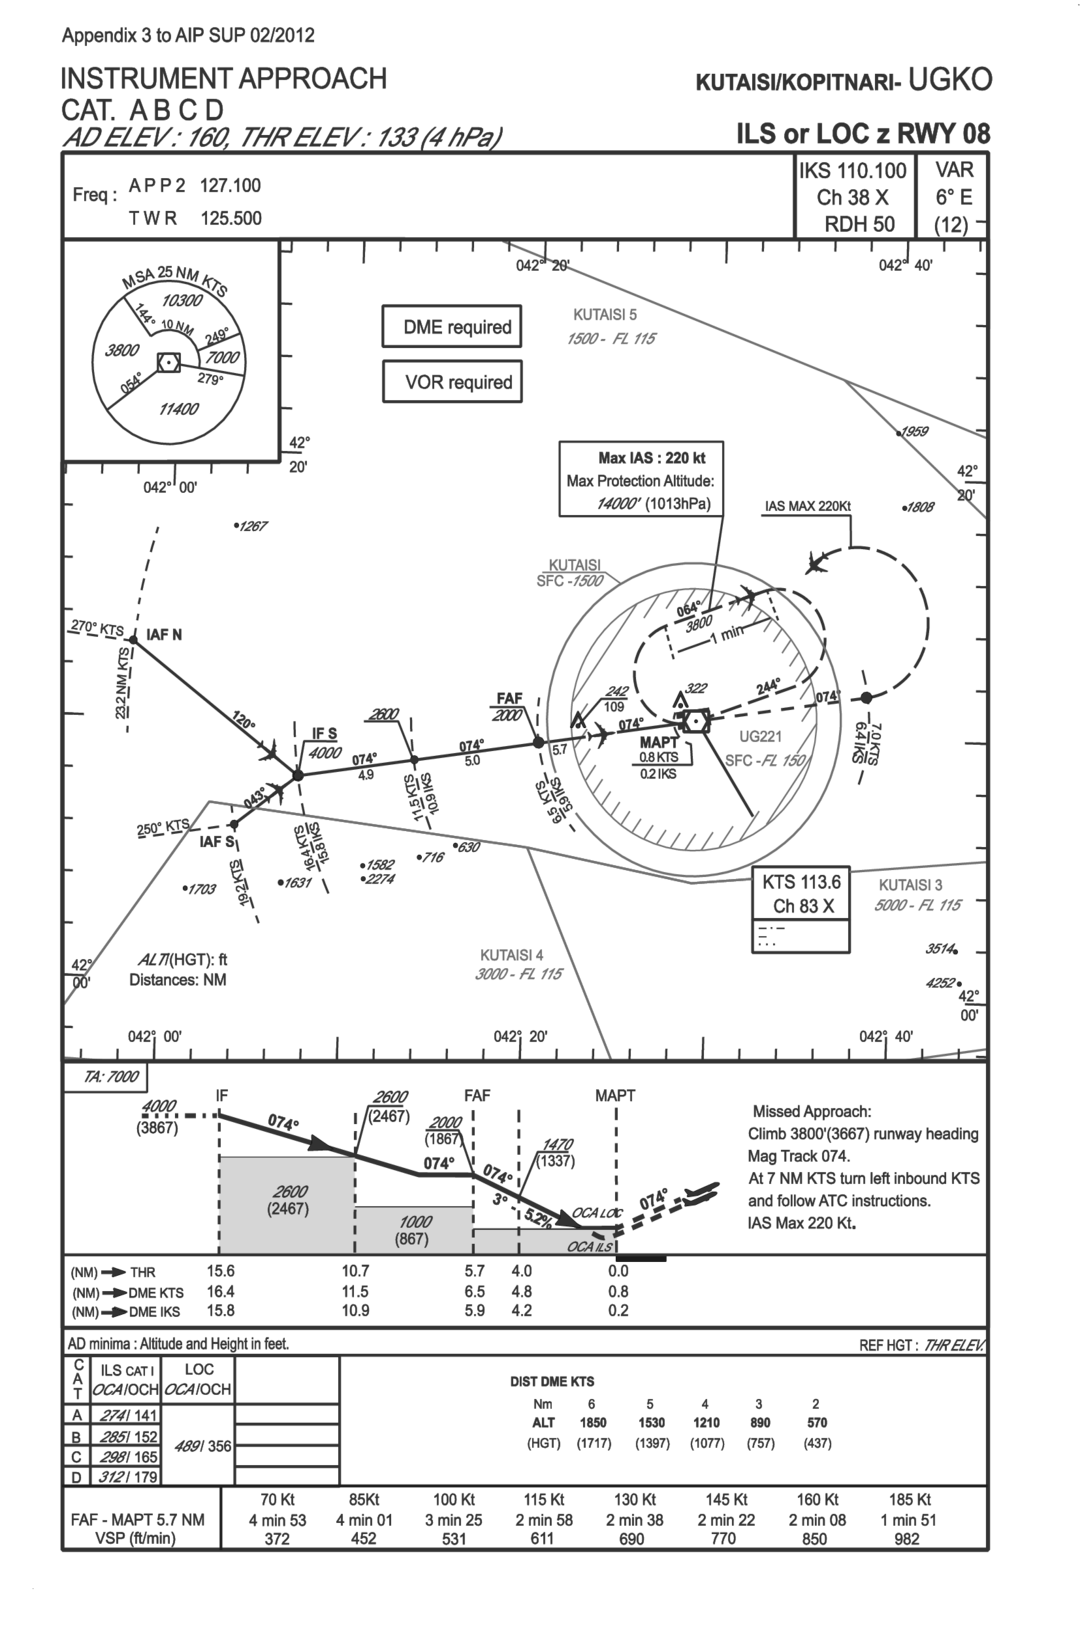 Appendix 3 to AIP SUP 02/2012
INSTRUMENT APPROACH
CAT. A B C D
AD ELEV : 160, THR ELEV : 133 (4 hPa)
KUTAISI/KOPITNARI- UGKO
ILS or LOC z RWY 08
Freq : APP2 127.100
TWR 125.500
IKS 110.100
Ch 38 X
RDH 50
VAR
6° E
(12)
MSA 25 NM KTS
10300
144°
10 NM
249°
3800
7000
054°
279°
11400
042° 20'
042° 40'
DME required
VOR required
KUTAISI 5
1500 - FL 115
1959
42°
20'
42°
20'
042° 00'
1267
1808
Max IAS : 220 kt
Max Protection Altitude:
14000' (1013hPa)
IAS MAX 220Kt
KUTAISI
SFC -1500
064°
3800
1 min
270° KTS
IAF N
23.2 NM KTS
120°
IF S
4000
2600
FAF
2000
242
109
322
244°
074°
074°
4.9
074°
5.0
5.7
074°
MAPT
0.8 KTS
0.2 IKS
UG221
SFC -FL 150
7.0 KTS
6.4 IKS
043°
250° KTS
IAF S
19.2 KTS
16.4 KTS
15.8 IKS
11.5 KTS
10.9 IKS
6.5 KTS
5.9 IKS
630
716
1582
2274
1703
1631
KTS 113.6
Ch 83 X
KUTAISI 3
5000 - FL 115
3514
4252
KUTAISI 4
3000 - FL 115
ALT/(HGT): ft
Distances: NM
42°
00'
42°
00'
042° 00'
042° 20'
042° 40'
TA: 7000
IF
FAF
MAPT
4000
(3867)
074°
2600
(2467)
2000
(1867)
074°
074°
1470
(1337)
3° - 5.2%
OCA LOC
OCA ILS
074°
2600
(2467)
1000
(867)
Missed Approach:
Climb 3800'(3667) runway heading
Mag Track 074.
At 7 NM KTS turn left inbound KTS
and follow ATC instructions.
IAS Max 220 Kt.
(NM) THR 15.6 10.7 5.7 4.0 0.0
(NM) DME KTS 16.4 11.5 6.5 4.8 0.8
(NM) DME IKS 15.8 10.9 5.9 4.2 0.2
AD minima : Altitude and Height in feet.
REF HGT : THR ELEV.
CAT
ILS CAT I
OCA/OCH
LOC
OCA/OCH
A 274/ 141
B 285/ 152
C 298/ 165
D 312/ 179
489/ 356
DIST DME KTS
Nm 6 5 4 3 2
ALT 1850 1530 1210 890 570
(HGT) (1717) (1397) (1077) (757) (437)
70 Kt 85Kt 100 Kt 115 Kt 130 Kt 145 Kt 160 Kt 185 Kt
FAF - MAPT 5.7 NM 4 min 53 4 min 01 3 min 25 2 min 58 2 min 38 2 min 22 2 min 08 1 min 51
VSP (ft/min) 372 452 531 611 690 770 850 982